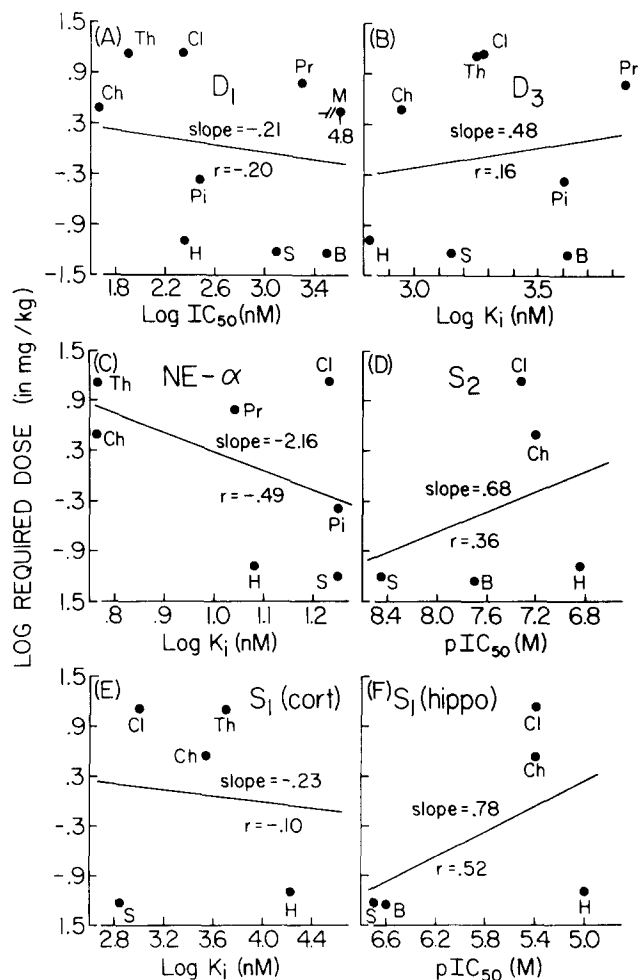 LOG REQUIRED DOSE (in mg/kg)
(A)
1.5
.9
.3
-.3
-.9
-1.5
Th
Cl
Ch
D1
Pr
M
4.8
slope=-.21
r=-.20
Pi
H
S
B
1.8 2.2 2.6 3.0 3.4
Log IC50(nM)
(B)
Cl
Th
Pr
Ch
D3
slope=.48
r=.16
Pi
H
S
B
3.0 3.5
Log Ki(nM)
(C)
1.5
.9
.3
-.3
-.9
1.5
Th
NE-α
Cl
Ch
Pr
slope=-2.16
r=-.49
Pi
H
S
.8 .9 1.0 1.1 1.2
Log Ki(nM)
(D)
Cl
S2
Ch
slope=.68
r=.36
S
B
H
8.4 8.0 7.6 7.2 6.8
pIC50(M)
(E)
1.5
.9
.3
-.3
-.9
-1.5
S1(cort)
Cl
Th
Ch
slope=-.23
r=-.10
S
H
2.8 3.2 3.6 4.0 4.4
Log Ki(nM)
(F)
S1(hippo)
Cl
Ch
slope=.78
r=.52
S
B
H
6.6 6.2 5.8 5.4 5.0
pIC50(M)